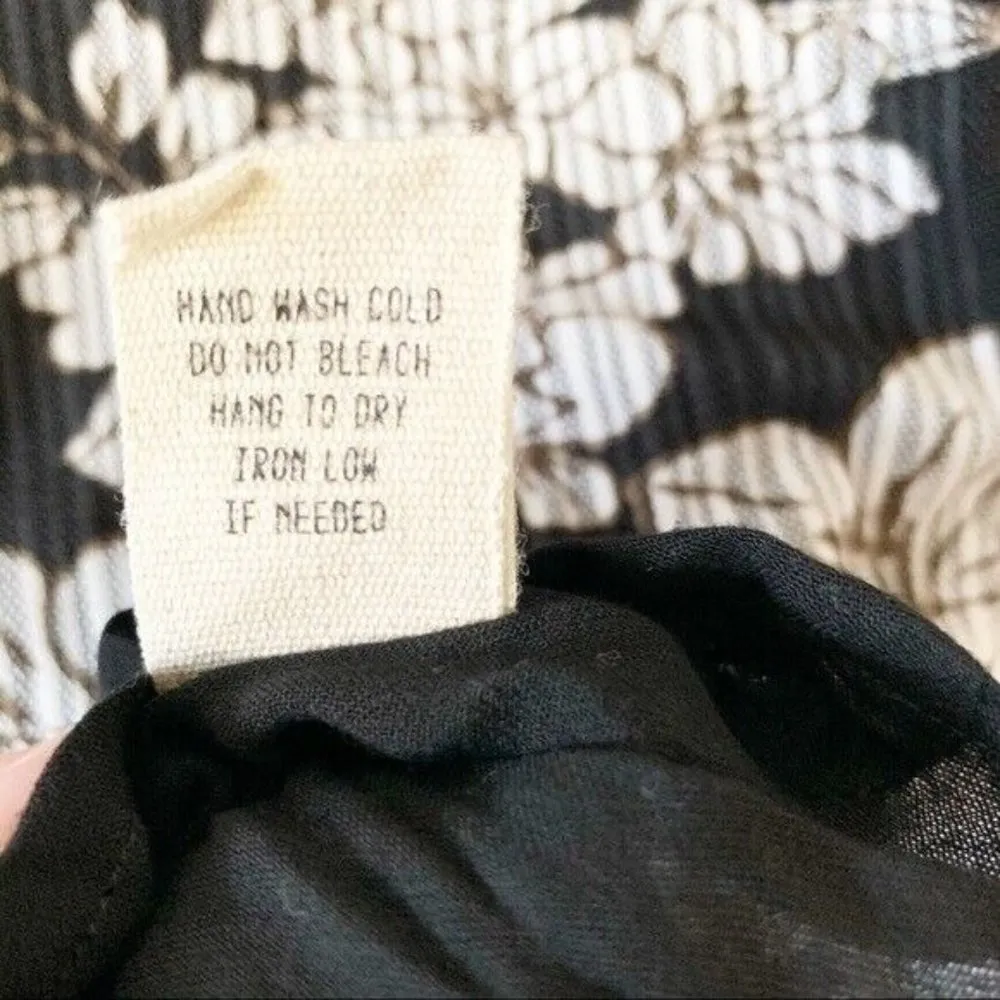 HAND WASH COLD
DO NOT BLEACH
HANG TO DRY
IRON LOW
IF NEEDED